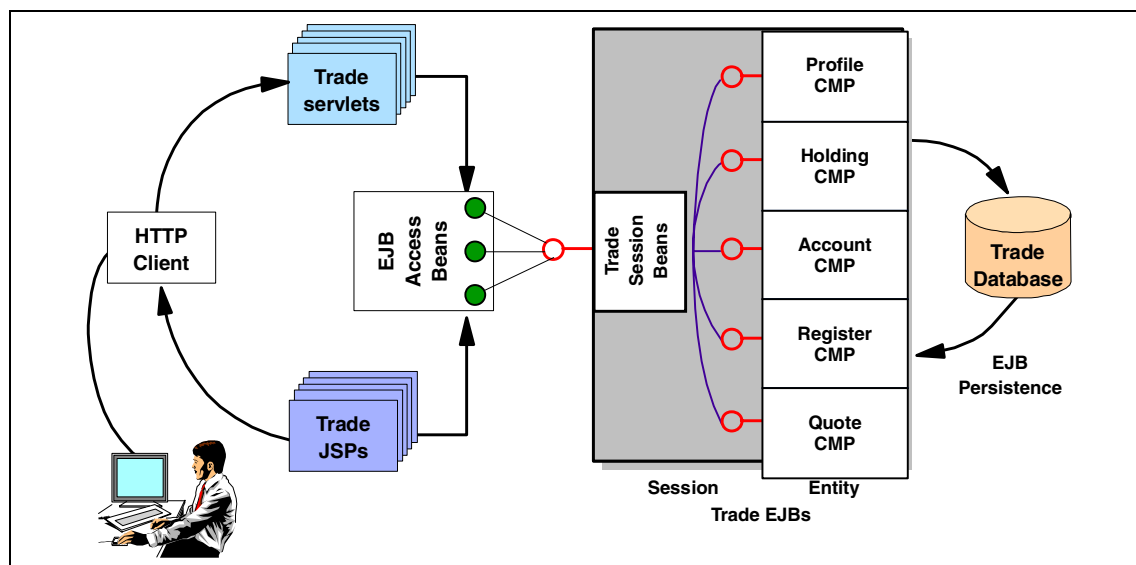 Trade
servlets
HTTP
Client
EJB
Access
Beans
Trade
JSPs
Trade
Session
Beans
Profile
CMP
Holding
CMP
Account
CMP
Register
CMP
Quote
CMP
Trade
Database
EJB
Persistence
Session
Entity
Trade EJBs